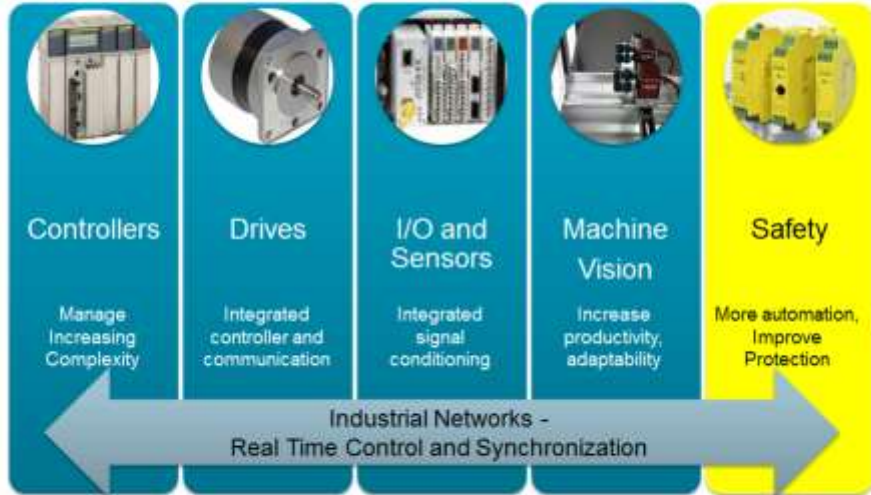 Controllers
Manage
Increasing
Complexity
Drives
Integrated
controller and
communication
I/O and
Sensors
Integrated
signal
conditioning
Machine
Vision
Increase
productivity,
adaptability
Safety
More automation,
Improve
Protection
Industrial Networks -
Real Time Control and Synchronization